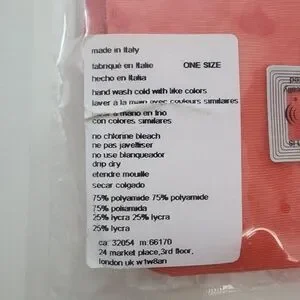 made in Italy
fabriqué en Italie ONE SIZE
hecho en Italia
hand wash cold with like colors
laver à la main avec couleurs similaires
lavar a mano en frio
con colores similares
no chlorine bleach
ne pas javelliser
no use blanqueador
drip dry
etendre mouille
secar colgado
75% polyamide 75% polyamide
75% poliamida
25% lycra 25% lycra
25% lycra
ca: 32054 m:66170
24 market place,3rd floor,
london uk w1w8an